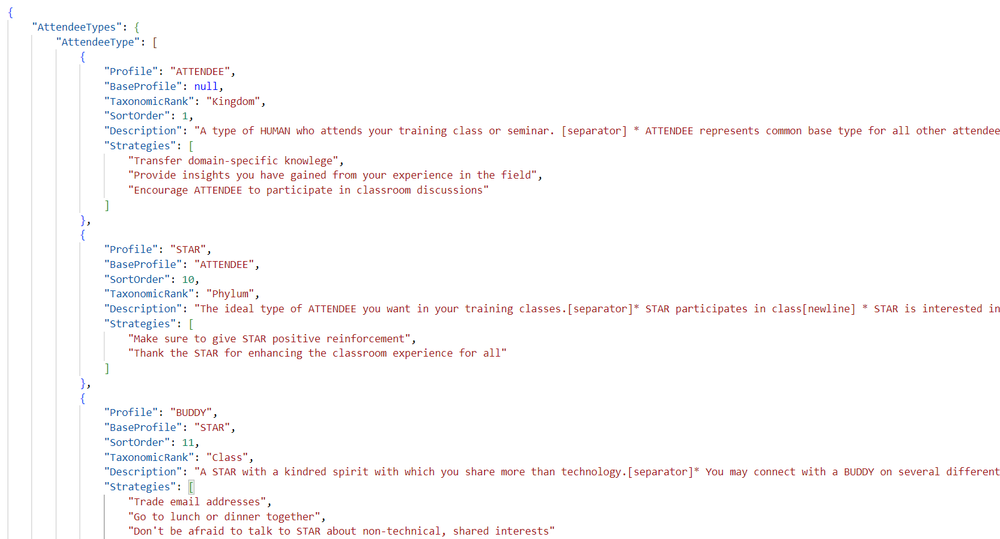 {
"AttendeeTypes": {
"AttendeeType": [
{
"Profile": "ATTENDEE",
"BaseProfile": null,
"TaxonomicRank": "Kingdom",
"SortOrder": 1,
"Description": "A type of HUMAN who attends your training class or seminar. [separator] * ATTENDEE represents common base type for all other attendee
"Strategies": [
"Transfer domain-specific knowlege",
"Provide insights you have gained from your experience in the field",
"Encourage ATTENDEE to participate in classroom discussions"
]
},
{
"Profile": "STAR",
"BaseProfile": "ATTENDEE",
"SortOrder": 10,
"TaxonomicRank": "Phylum",
"Description": "The ideal type of ATTENDEE you want in your training classes.[separator]* STAR participates in class[newline] * STAR is interested in
"Strategies": [
"Make sure to give STAR positive reinforcement",
"Thank the STAR for enhancing the classroom experience for all"
]
},
{
"Profile": "BUDDY",
"BaseProfile": "STAR",
"SortOrder": 11,
"TaxonomicRank": "Class",
"Description": "A STAR with a kindred spirit with which you share more than technology.[separator]* You may connect with a BUDDY on several different
"Strategies": [
"Trade email addresses",
"Go to lunch or dinner together",
"Don't be afraid to talk to STAR about non-technical, shared interests"